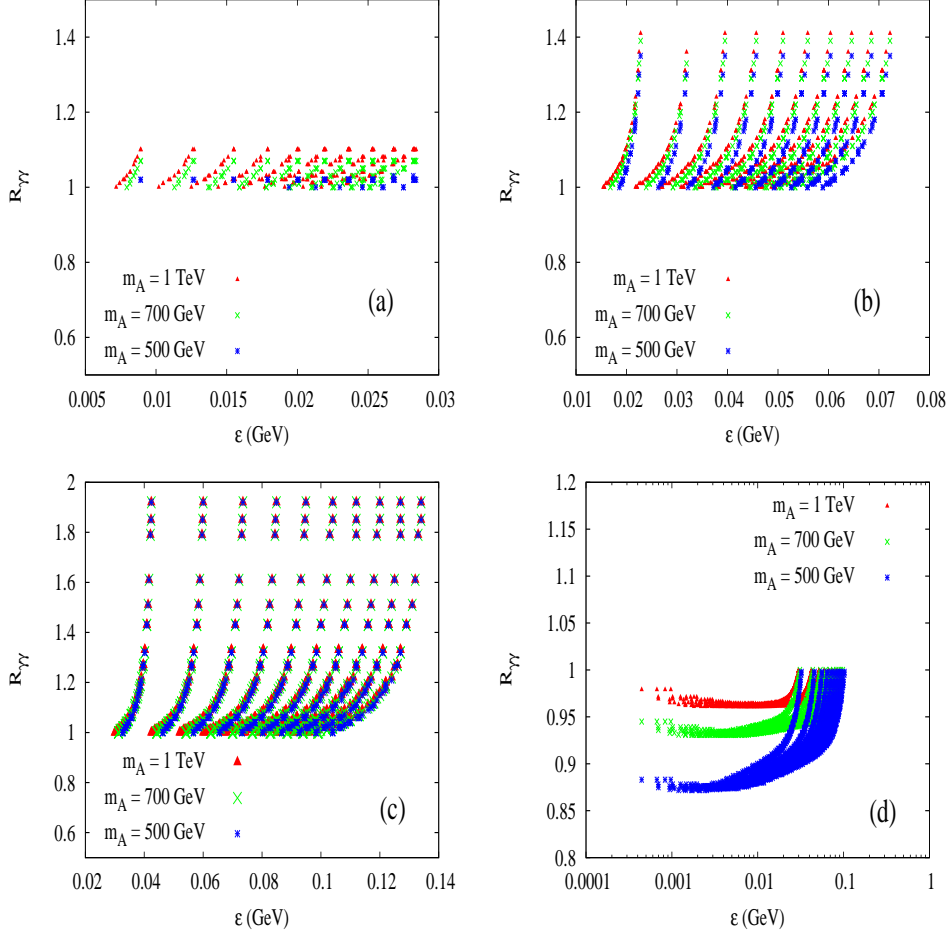 1.4
1.2
1
0.8
0.6
R_γγ
m_A = 1 TeV
m_A = 700 GeV
m_A = 500 GeV
(a)
0.005 0.01 0.015 0.02 0.025 0.03
ε (GeV)
1.4
1.2
1
0.8
0.6
R_γγ
m_A = 1 TeV
m_A = 700
m_A = 500 GeV
(b)
0.01 0.02 0.03 0.04 0.05 0.06 0.07 0.08
ε (GeV)
2
1.8
1.6
1.4
1.2
1
0.8
0.6
R_γγ
m_A = 1 TeV
m_A = 700 GeV
m_A = 500 GeV
(c)
0.02 0.04 0.06 0.08 0.1 0.12 0.14
ε (GeV)
1.2
1.15
1.1
1.05
1
0.95
0.9
0.85
0.8
R_γγ
m_A = 1 TeV
m_A = 700 GeV
m_A = 500 GeV
(d)
0.0001 0.001 0.01 0.1 1
ε (GeV)